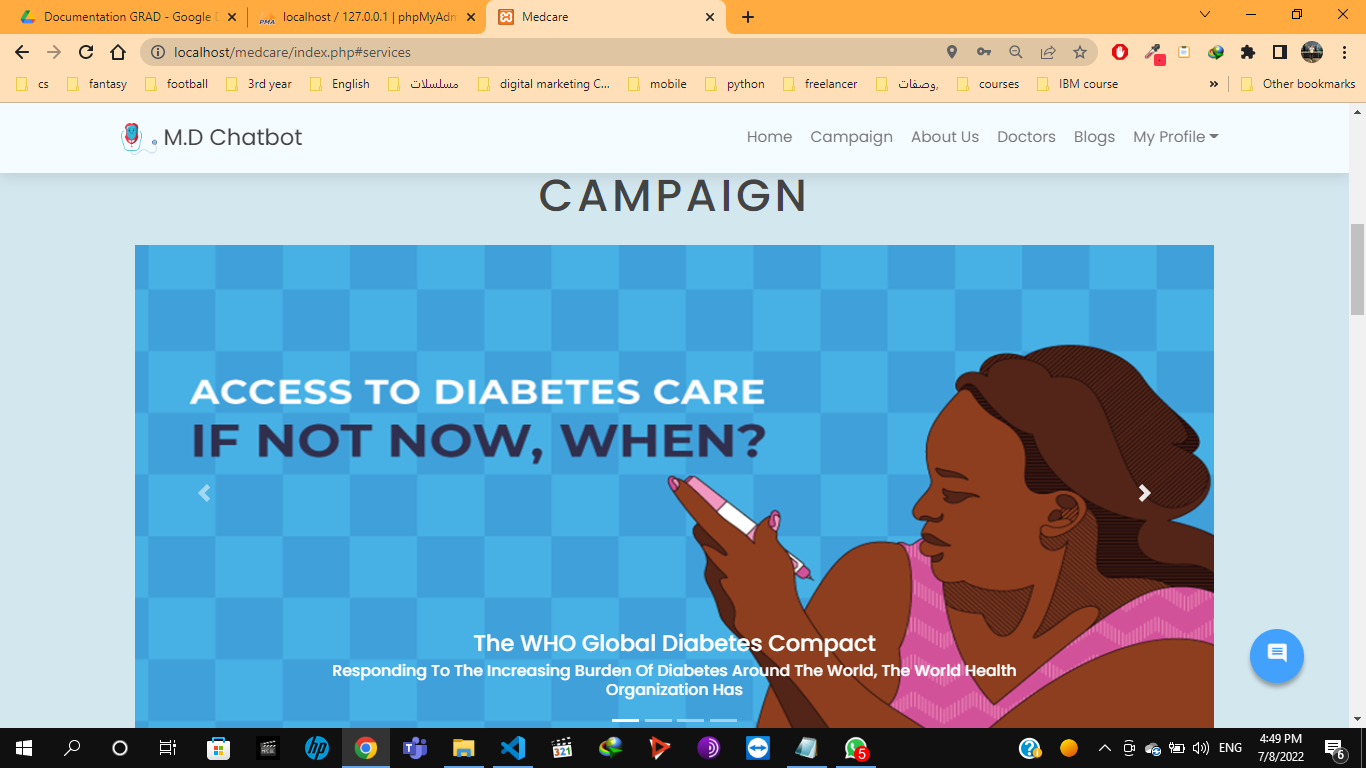 Documentation GRAD - Google D
localhost / 127.0.0.1 | phpMyAdm
Medcare
localhost/medcare/index.php#services
cs
fantasy
football
3rd year
English
مسلسلات
digital marketing C...
mobile
python
freelancer
وصفات,
courses
IBM course
»
Other bookmarks
M.D Chatbot
Home
Campaign
About Us
Doctors
Blogs
My Profile
CAMPAIGN
ACCESS TO DIABETES CARE
IF NOT NOW, WHEN?
The WHO Global Diabetes Compact
Responding To The Increasing Burden Of Diabetes Around The World, The World Health
Organization Has
321
5
ENG
4:49 PM
7/8/2022
6